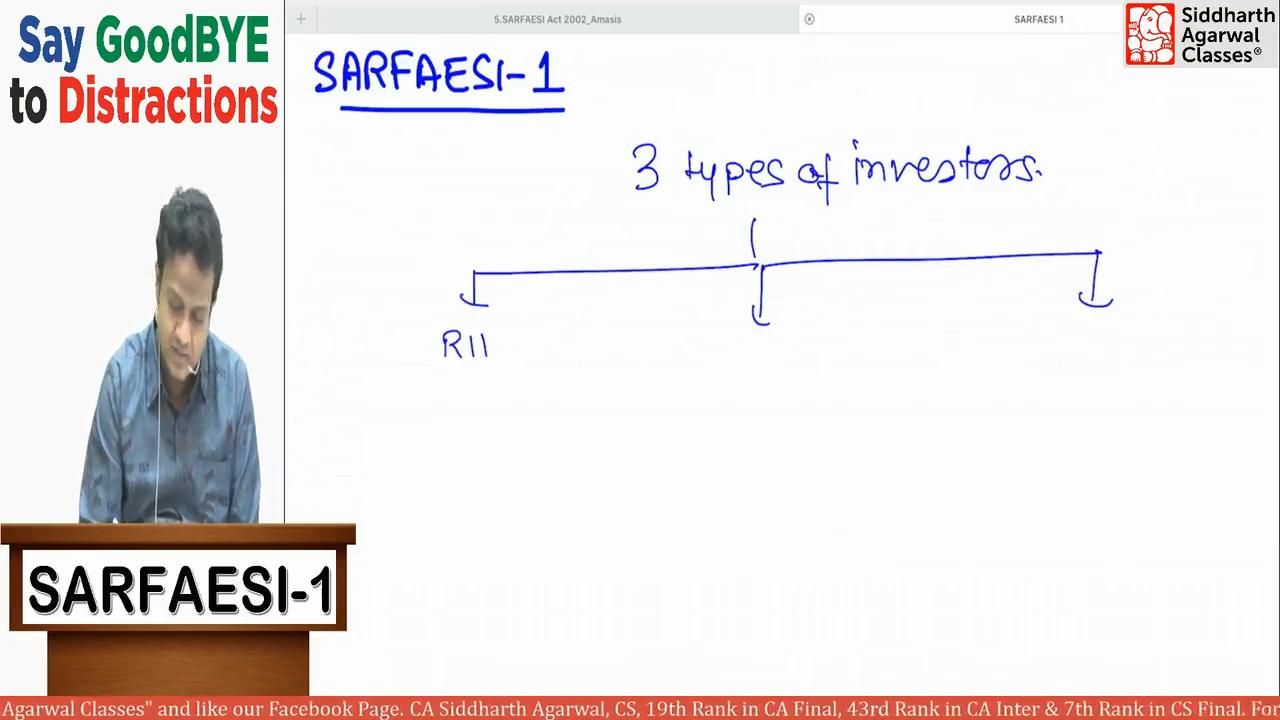 Say GoodBYE
to Distractions
5.SARFAESI Act 2002_Amasis
SARFAESI 1
Siddharth
Agarwal
Classes®
SARFAESI-1
3 types of investors.
RII
SARFAESI-1
Agarwal Classes" and like our Facebook Page. CA Siddharth Agarwal, CS, 19th Rank in CA Final, 43rd Rank in CA Inter & 7th Rank in CS Final. For